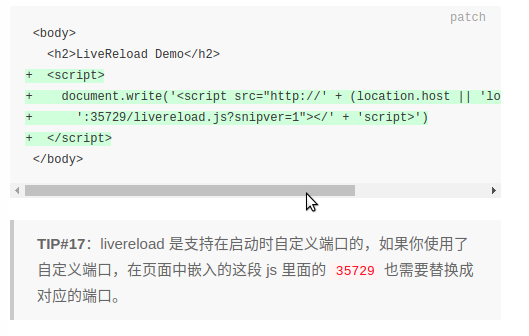 patch
<body>
<h2>LiveReload Demo</h2>
+ <script>
+ document.write('<script src="http://' + (location.host || 'lo
+ ':35729/livereload.js?snipver=1"></' + 'script>')
+ </script>
</body>
TIP#17：livereload 是支持在启动时自定义端口的，如果你使用了
自定义端口，在页面中嵌入的这段 js 里面的 35729 也需要替换成
对应的端口。